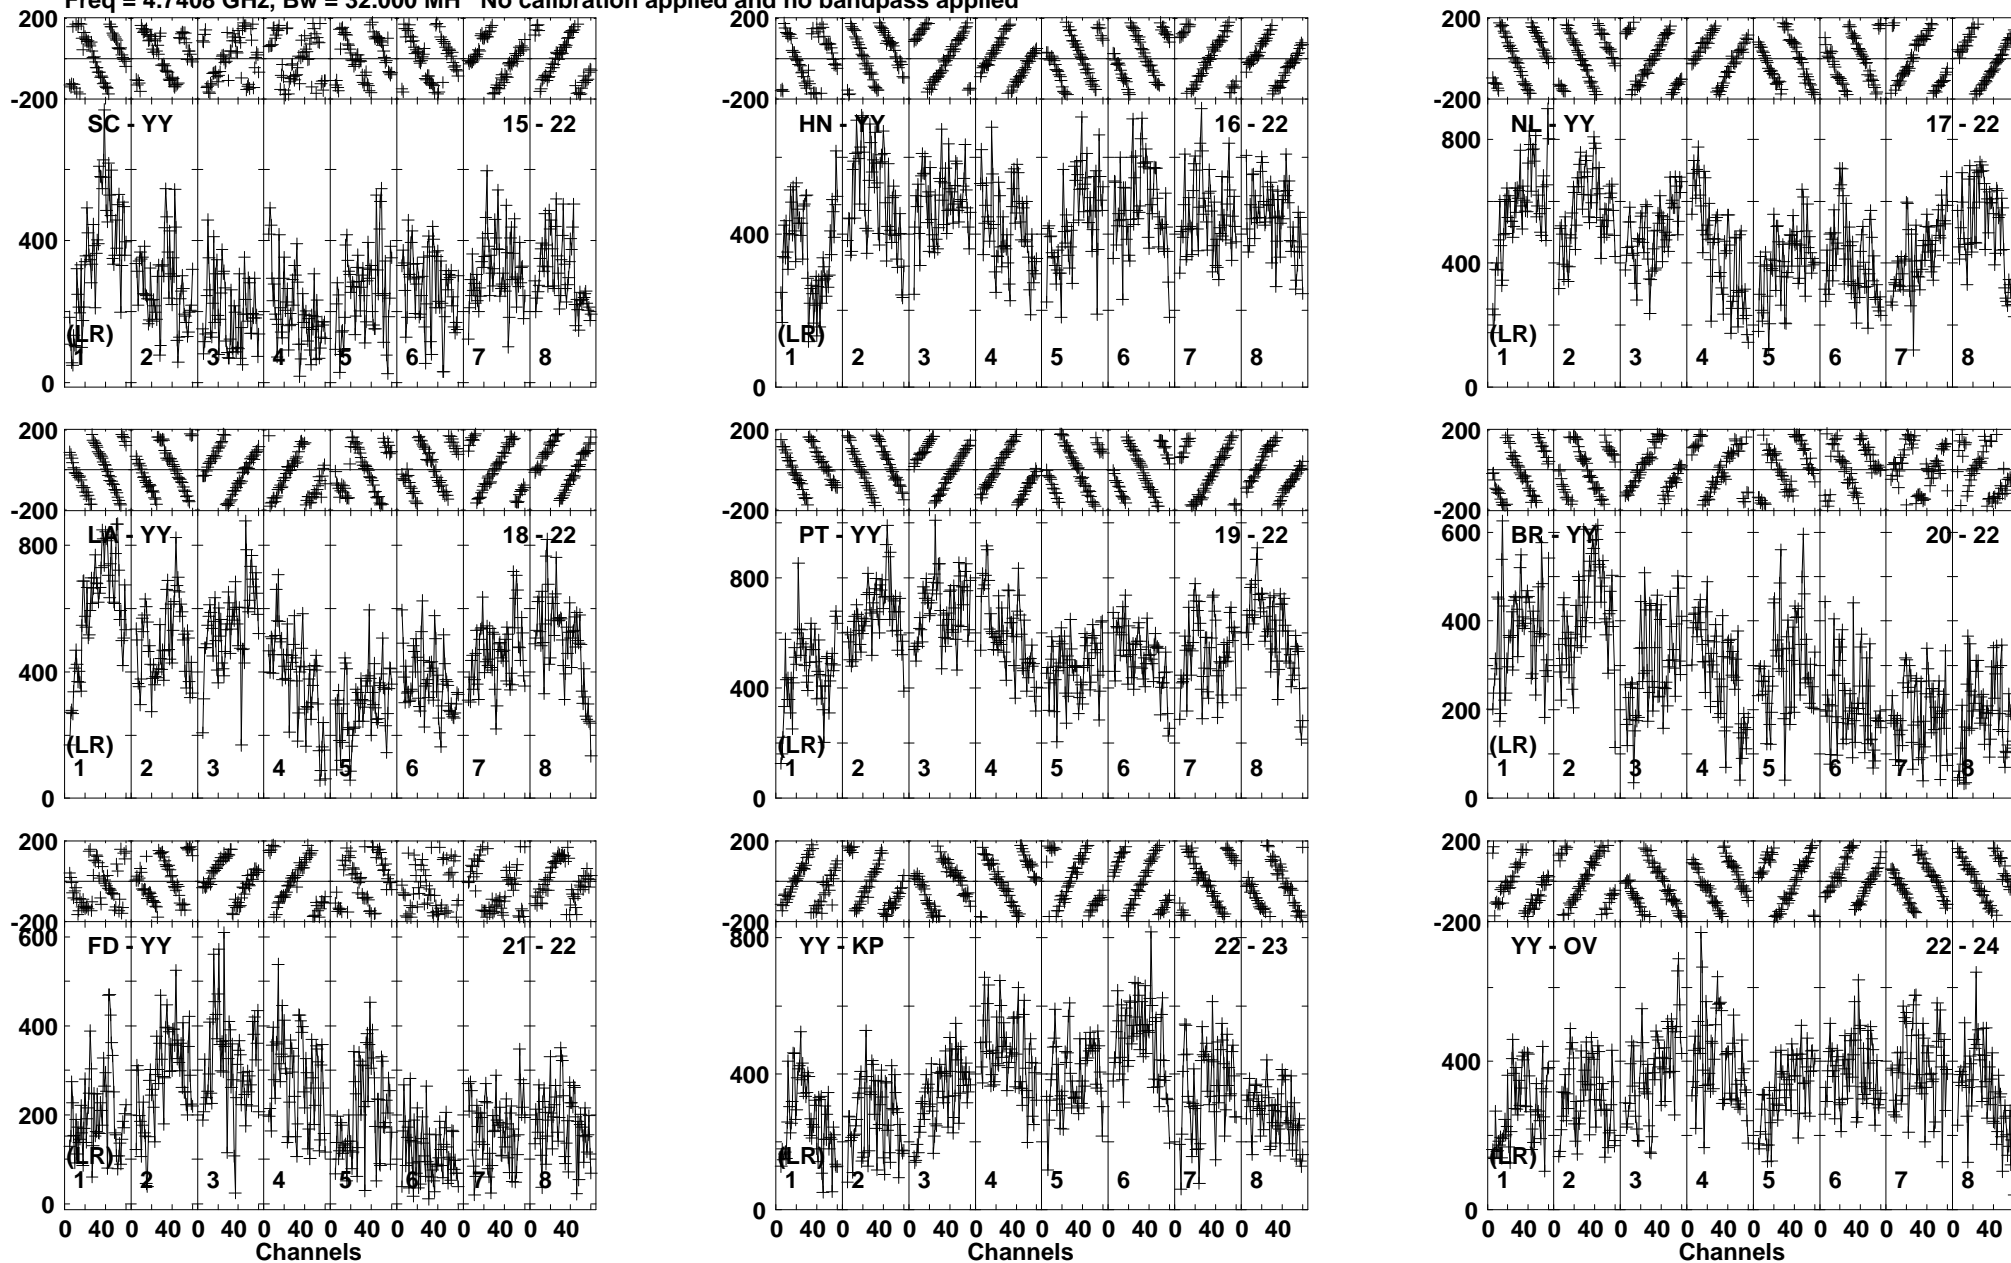 Freq = 4.7408 GHz, Bw = 32.000 MH No calibration applied and no bandpass applied
200 200 200
-200 -200 -200
SC - YY 15 - 22 HN - YY 16 - 22 NL - YY 17 - 22
800
400 400 400
(LR) (LR) (LR)
1 2 3 4 5 6 7 8 1 2 3 4 5 6 7 8 1 2 3 4 5 6 7 8
0 0 0
200 200 200
-200 -200 -200
LA - YY 18 - 22 PT - YY 19 - 22 BR - YY 20 - 22
800 800 600
400 400 400
200
(LR) (LR) (LR)
1 2 3 4 5 6 7 8 1 2 3 4 5 6 7 8 1 2 3 4 5 6 7 8
0 0 0
200 200 200
-200 -200 -200
600 800
FD - YY 21 - 22 YY - KP 22 - 23 YY - OV 22 - 24
400 400 400
200
(LR) (LR) (LR)
1 2 3 4 5 6 7 8 1 2 3 4 5 6 7 8 1 2 3 4 5 6 7 8
0 0 0
0 40 0 40 0 40 0 40 0 40 0 40 0 40 0 40 0 40 0 40 0 40 0 40 0 40 0 40 0 40 0 40 0 40 0 40 0 40 0 40 0 40 0 40 0 40 0 40
Channels Channels Channels